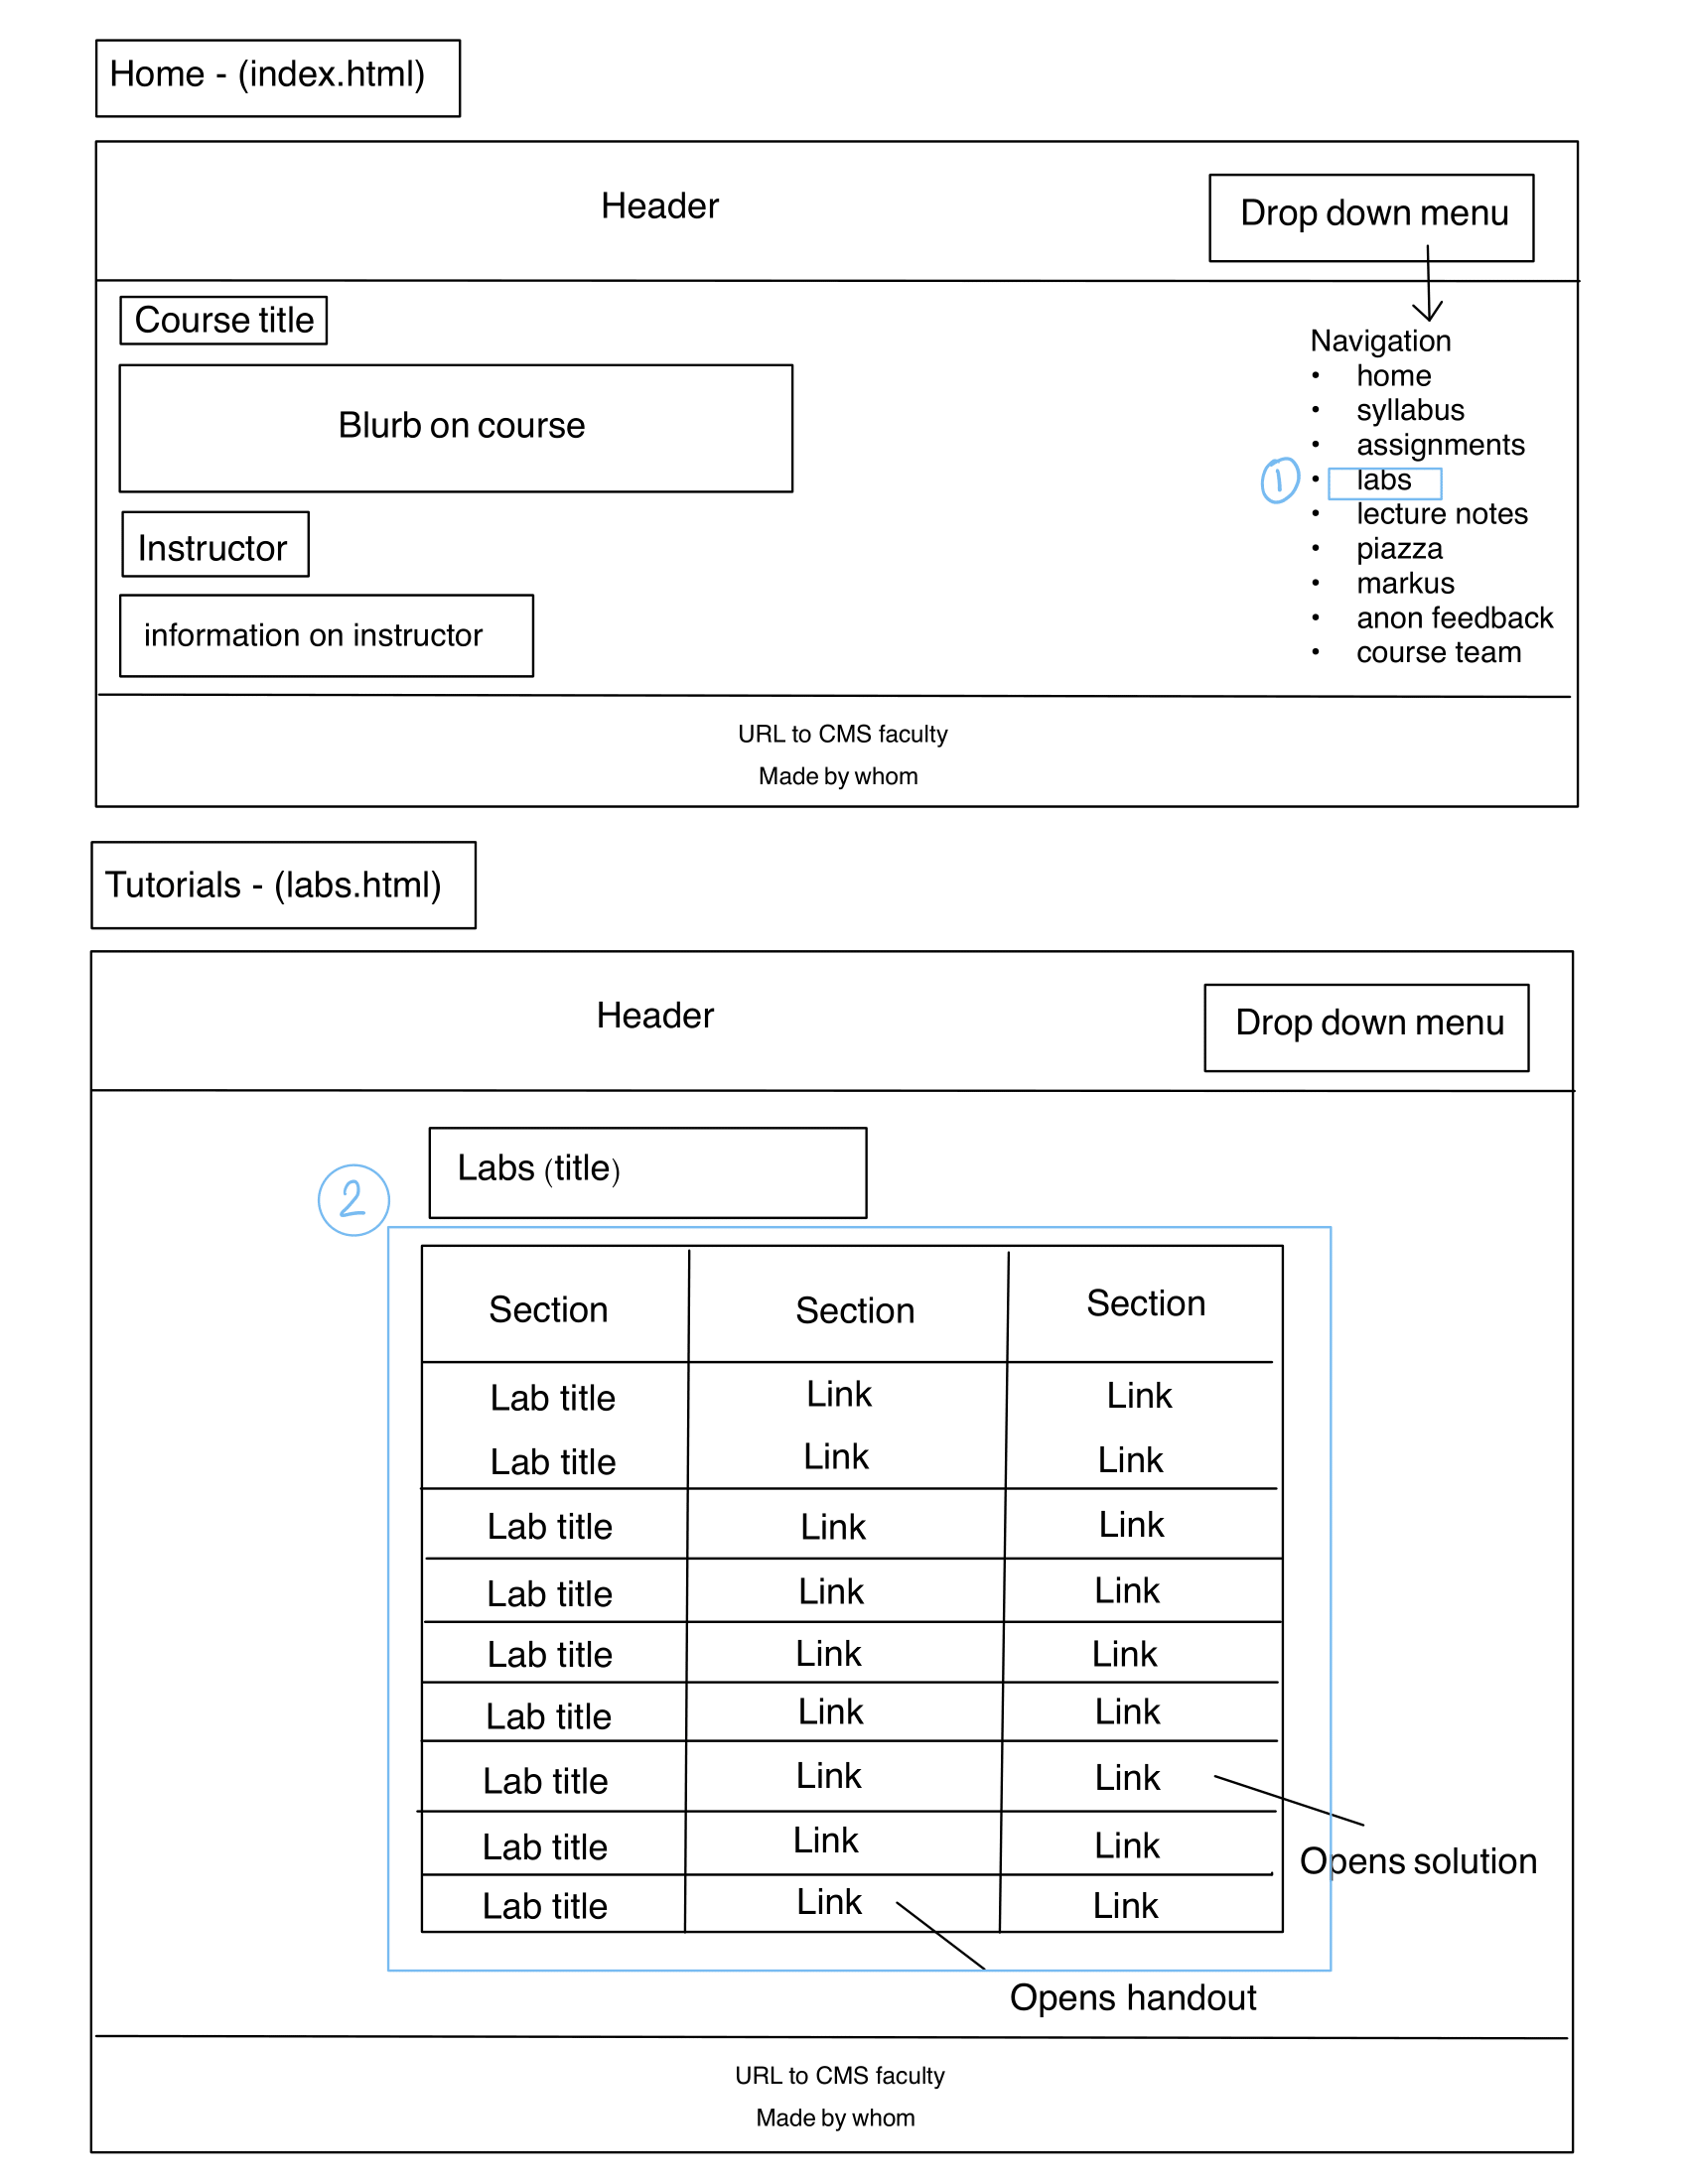 Home - (index.html)
Header
Drop down menu
Course title
Blurb on course
Instructor
information on instructor
Navigation
• home
• syllabus
• assignments
1 • labs
• lecture notes
• piazza
• markus
• anon feedback
• course team
URL to CMS faculty
Made by whom
Tutorials - (labs.html)
Header
Drop down menu
Labs (title)
2
Section Section Section
Lab title Link Link
Lab title Link Link
Lab title Link Link
Lab title Link Link
Lab title Link Link
Lab title Link Link
Lab title Link Link
Lab title Link Link
Lab title Link Link
Opens solution
Opens handout
URL to CMS faculty
Made by whom